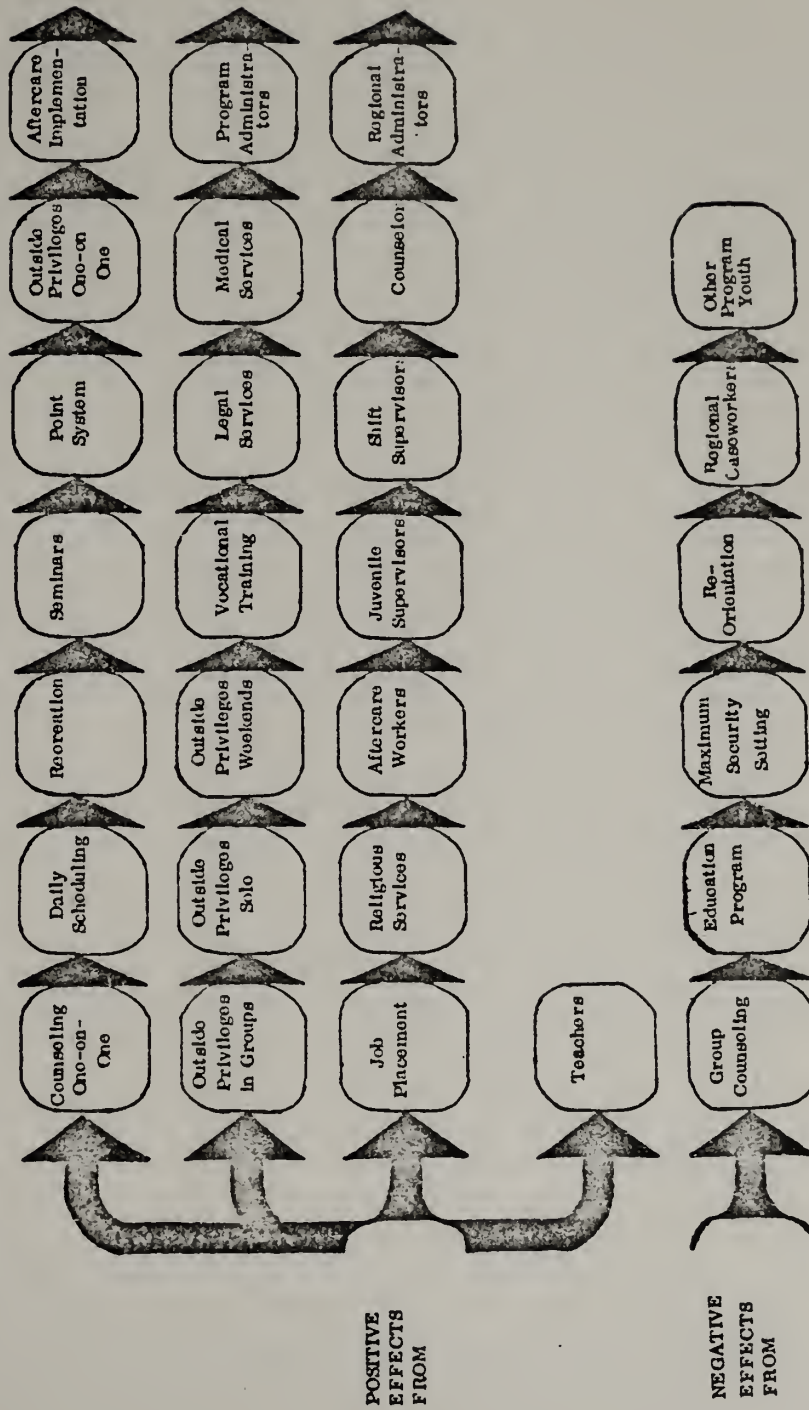 POSITIVE
EFFECTS
FROM
Counseling
One-on-
One
Daily
Scheduling
Recreation
Seminars
Point
System
Outside
Privileges
One-on
One
Aftercare
Implemen-
tation
Outside
Privileges
in Groups
Outside
Privileges
Solo
Outside
Privileges
Weekends
Vocational
Training
Legal
Services
Medical
Services
Program
Administra-
tors
Job
Placement
Religious
Services
Aftercare
Workers
Juvenile
Supervisors
Shift
Supervisors
Counselor
Regional
Administra-
tors
Teachers
NEGATIVE
EFFECTS
FROM
Group
Counseling
Education
Program
Maximum
Security
Setting
Re-
Orientation
Regional
Caseworkers
Other
Program
Youth